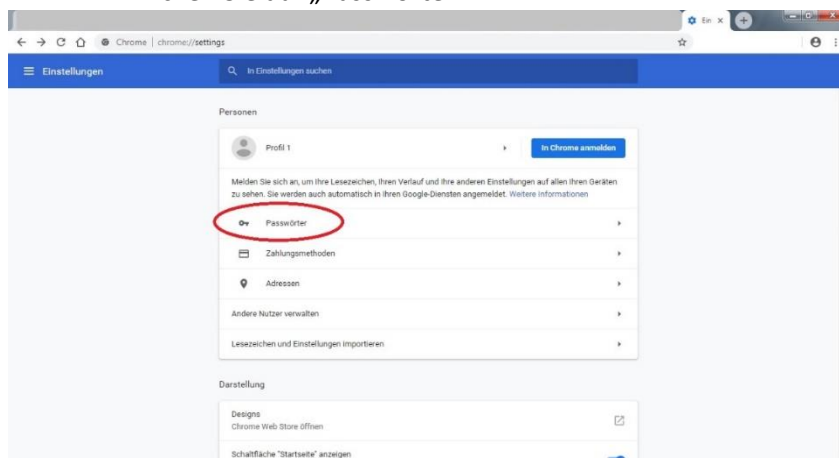 Ein
Chrome | chrome://settings
Einstellungen
In Einstellungen suchen
Personen
Profil 1
In Chrome anmelden
Melden Sie sich an, um Ihre Lesezeichen, Ihren Verlauf und Ihre anderen Einstellungen auf allen Ihren Geräten
zu sehen. Sie werden auch automatisch in Ihren Google-Diensten angemeldet. Weitere Informationen
Passwörter
Zahlungsmethoden
Adressen
Andere Nutzer verwalten
Lesezeichen und Einstellungen importieren
Darstellung
Designs
Chrome Web Store öffnen
Schaltfläche "Startseite" anzeigen